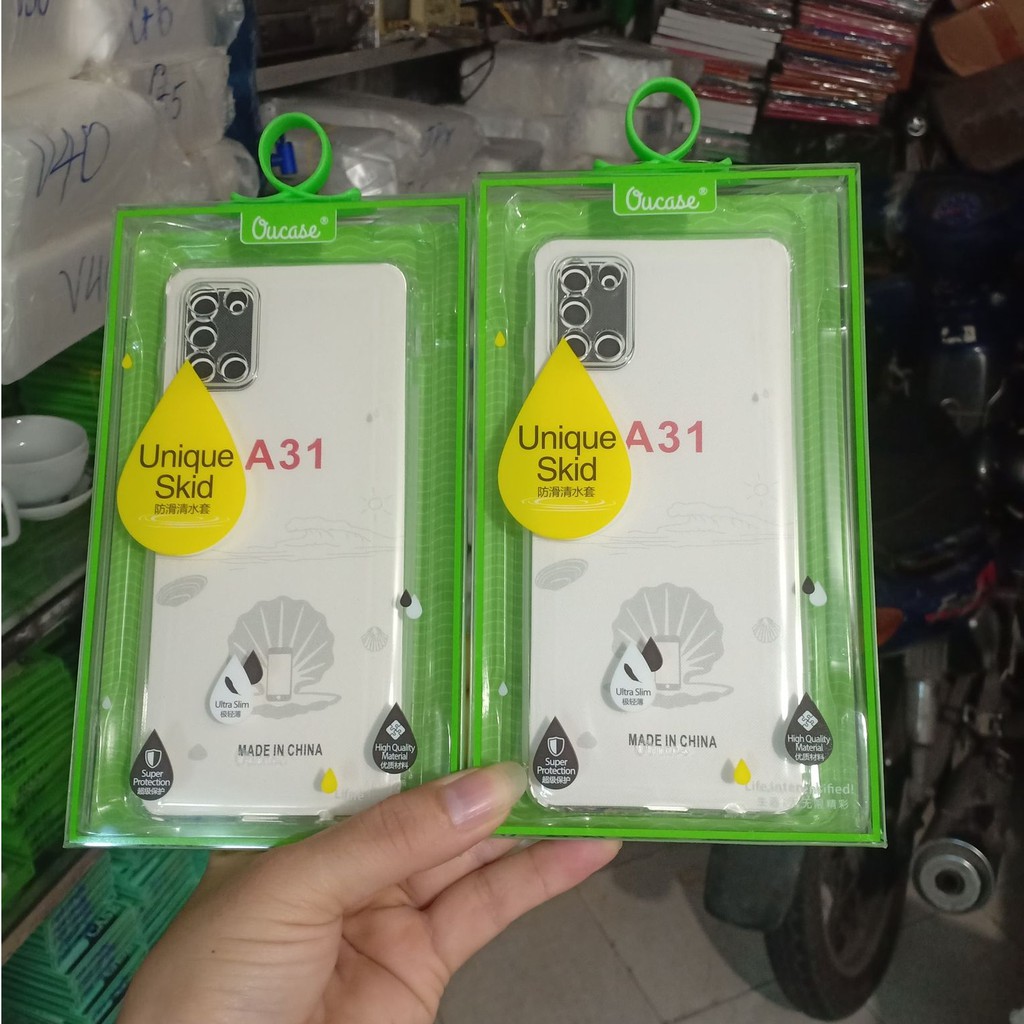 V40
Oucase®
Unique
Skid
防滑清水套
A31
Ultra Slim
极轻薄
MADE IN CHINA
Super
Protection
超级保护
High Quality
Material
优质材料
Oucase®
Unique
Skid
防滑清水套
A31
Ultra Slim
极轻薄
MADE IN CHINA
Super
Protection
超级保护
High Quality
Material
优质材料